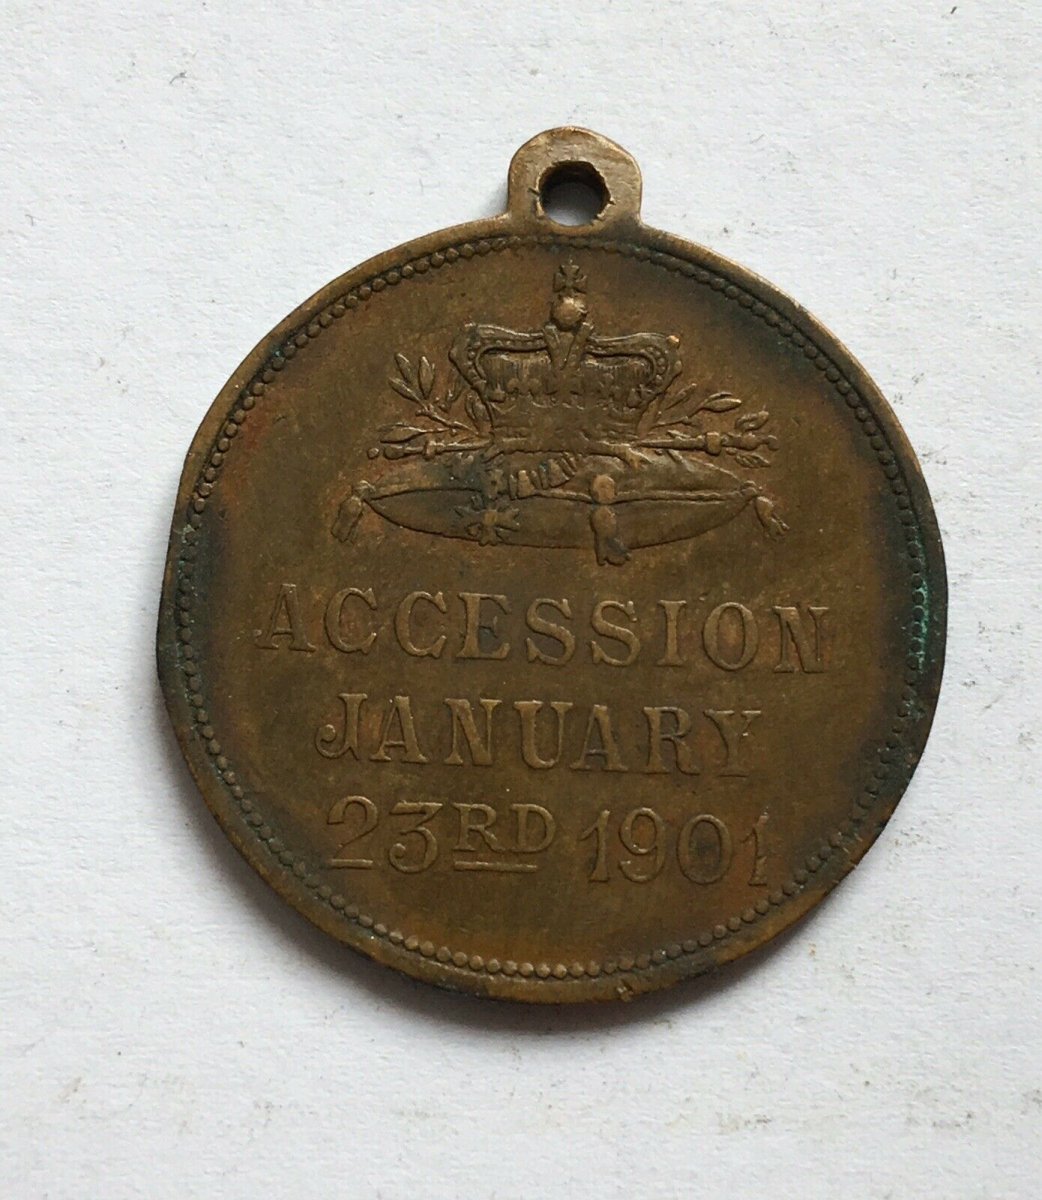 ACCESSION
JANUARY
23RD 1901